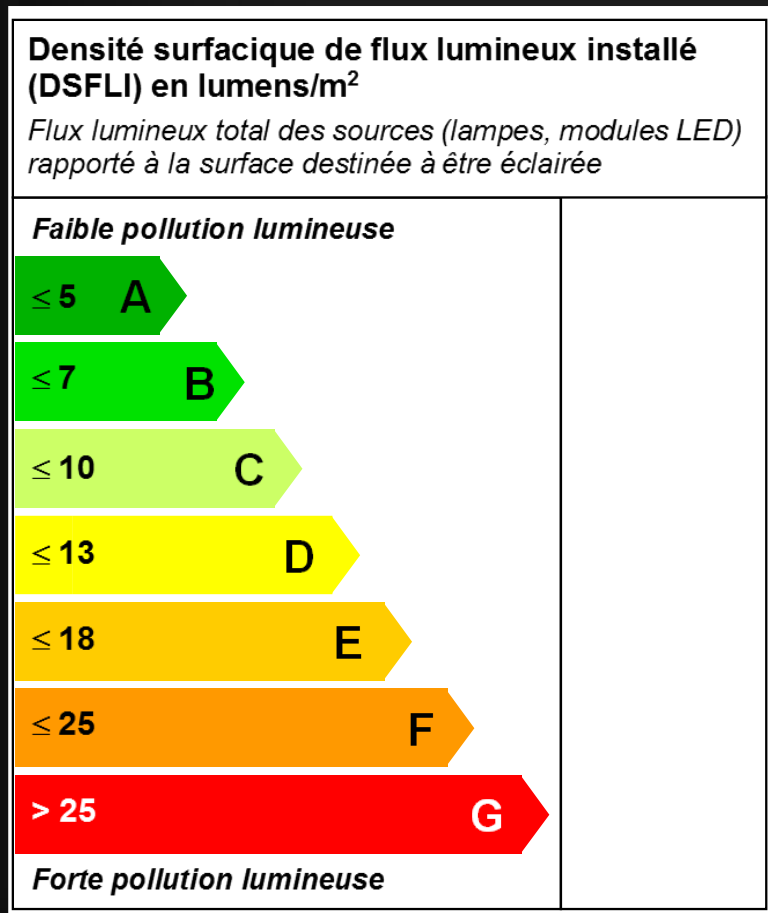 Densité surfacique de flux lumineux installé
(DSFLI) en lumens/m²
Flux lumineux total des sources (lampes, modules LED)
rapporté à la surface destinée à être éclairée
Faible pollution lumineuse
≤ 5 A
≤ 7 B
≤ 10 C
≤ 13 D
≤ 18 E
≤ 25 F
> 25 G
Forte pollution lumineuse